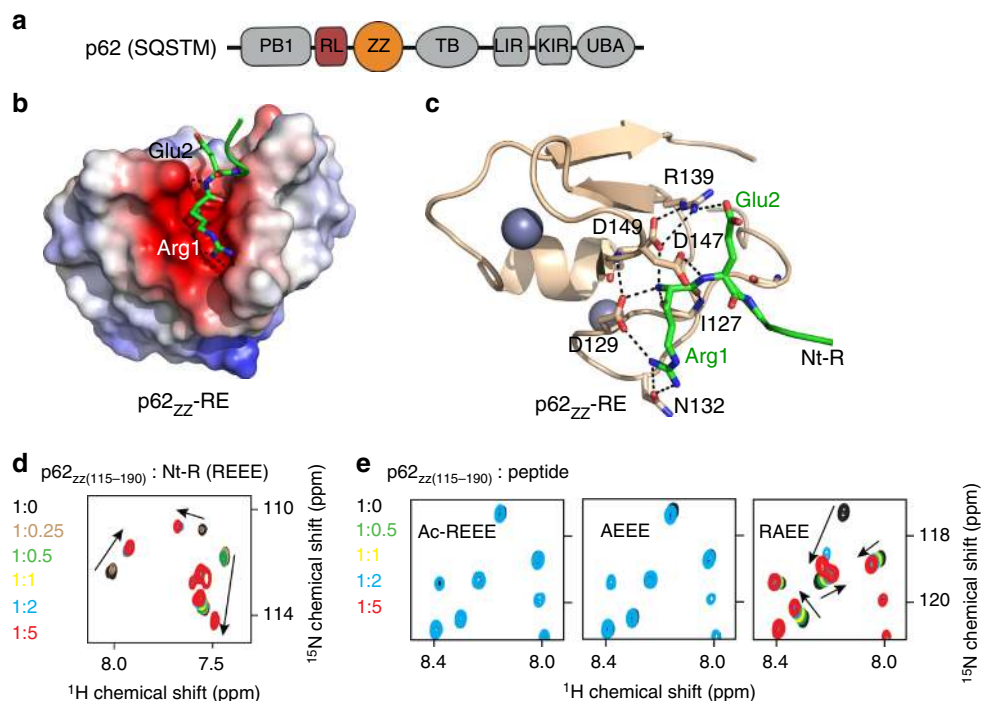 a
p62 (SQSTM) PB1 RL ZZ TB LIR KIR UBA
b
Glu2
Arg1
p62ZZ-RE
c
R139
Glu2
D149
D147
I127
D129
Arg1
Nt-R
p62ZZ-RE
N132
d p62zz(115–190) : Nt-R (REEE)
1:0
1:0.25
1:0.5
1:1
1:2
1:5
110
114
15N chemical shift (ppm)
8.0 7.5
1H chemical shift (ppm)
e p62zz(115–190) : peptide
1:0
1:0.5
1:1
1:2
1:5
Ac-REEE AEEE RAEE
118
120
15N chemical shift (ppm)
8.4 8.0 8.4 8.0 8.4 8.0
1H chemical shift (ppm)